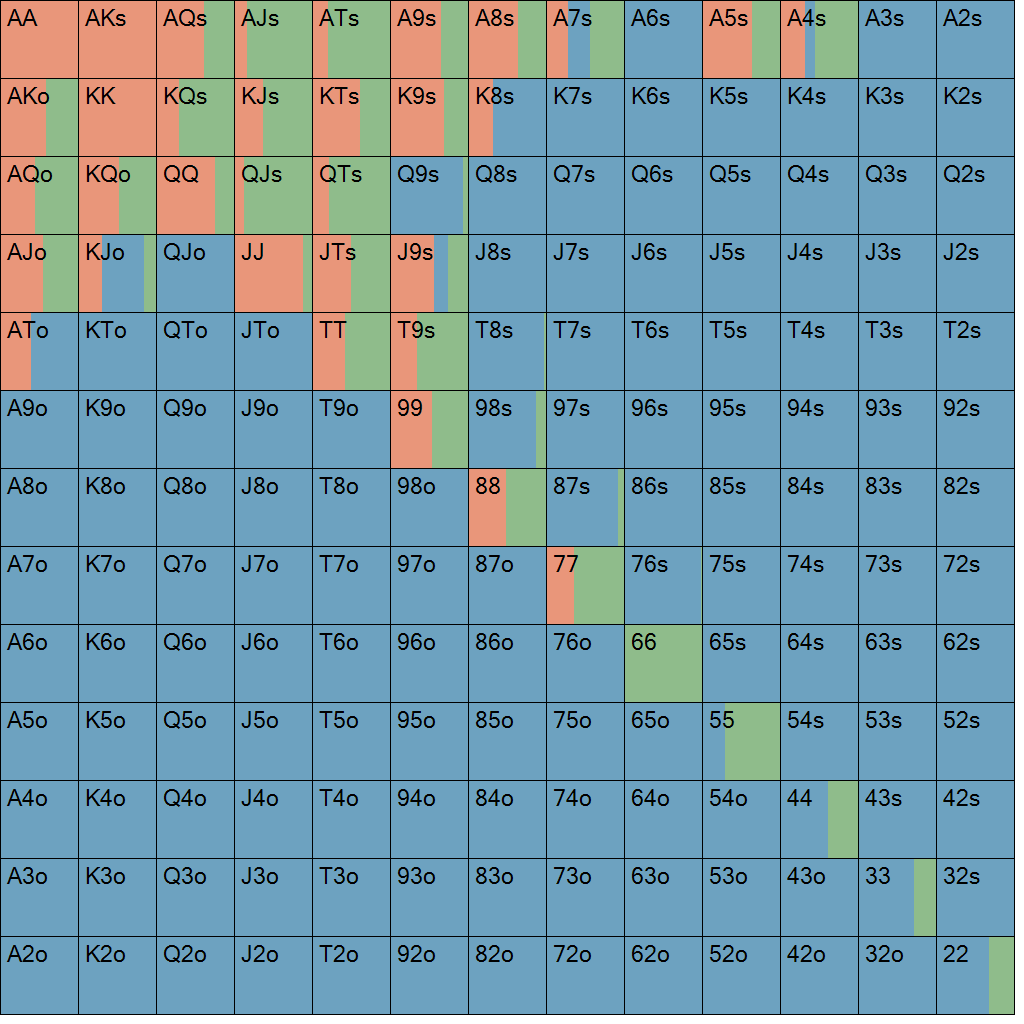 AA AKs AQs AJs ATs A9s A8s A7s A6s A5s A4s A3s A2s
AKo KK KQs KJs KTs K9s K8s K7s K6s K5s K4s K3s K2s
AQo KQo QQ QJs QTs Q9s Q8s Q7s Q6s Q5s Q4s Q3s Q2s
AJo KJo QJo JJ JTs J9s J8s J7s J6s J5s J4s J3s J2s
ATo KTo QTo JTo TT T9s T8s T7s T6s T5s T4s T3s T2s
A9o K9o Q9o J9o T9o 99 98s 97s 96s 95s 94s 93s 92s
A8o K8o Q8o J8o T8o 98o 88 87s 86s 85s 84s 83s 82s
A7o K7o Q7o J7o T7o 97o 87o 77 76s 75s 74s 73s 72s
A6o K6o Q6o J6o T6o 96o 86o 76o 66 65s 64s 63s 62s
A5o K5o Q5o J5o T5o 95o 85o 75o 65o 55 54s 53s 52s
A4o K4o Q4o J4o T4o 94o 84o 74o 64o 54o 44 43s 42s
A3o K3o Q3o J3o T3o 93o 83o 73o 63o 53o 43o 33 32s
A2o K2o Q2o J2o T2o 92o 82o 72o 62o 52o 42o 32o 22